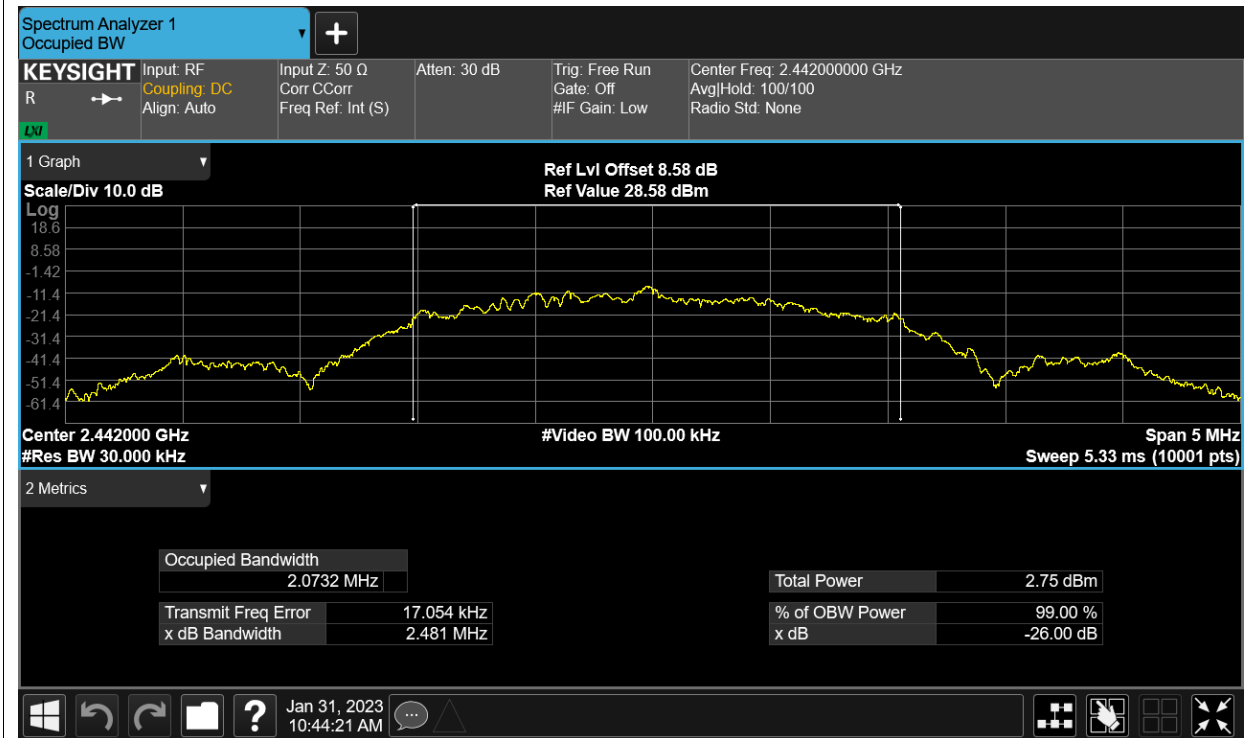 Spectrum Analyzer 1
Occupied BW
KEYSIGHT
R
LXI
Input: RF
Coupling: DC
Align: Auto
Input Z: 50 Ω
Corr CCorr
Freq Ref: Int (S)
Atten: 30 dB
Trig: Free Run
Gate: Off
#IF Gain: Low
Center Freq: 2.442000000 GHz
Avg|Hold: 100/100
Radio Std: None
1 Graph
Scale/Div 10.0 dB
Ref Lvl Offset 8.58 dB
Ref Value 28.58 dBm
Log
18.6
8.58
-1.42
-11.4
-21.4
-31.4
-41.4
-51.4
-61.4
Center 2.442000 GHz
#Video BW 100.00 kHz
Span 5 MHz
#Res BW 30.000 kHz
Sweep 5.33 ms (10001 pts)
2 Metrics
Occupied Bandwidth
2.0732 MHz
Total Power 2.75 dBm
Transmit Freq Error 17.054 kHz
% of OBW Power 99.00 %
x dB Bandwidth 2.481 MHz
x dB -26.00 dB
?
Jan 31, 2023
10:44:21 AM